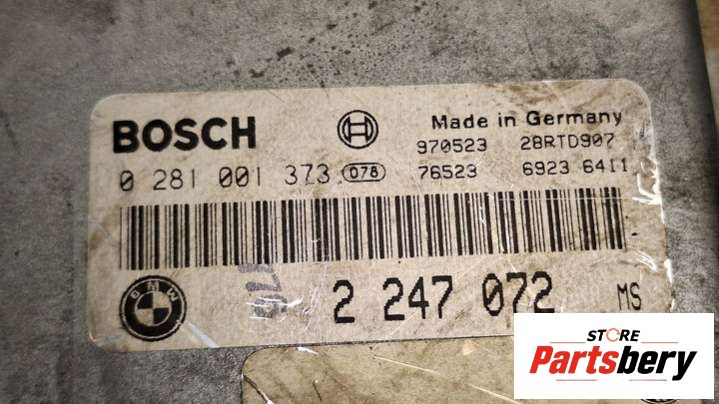 BOSCH
Made in Germany
970523 28RTD907
0 281 001 373 078 76523 6923 6411
BMW
2 247 072 MS
STORE
Partsbery